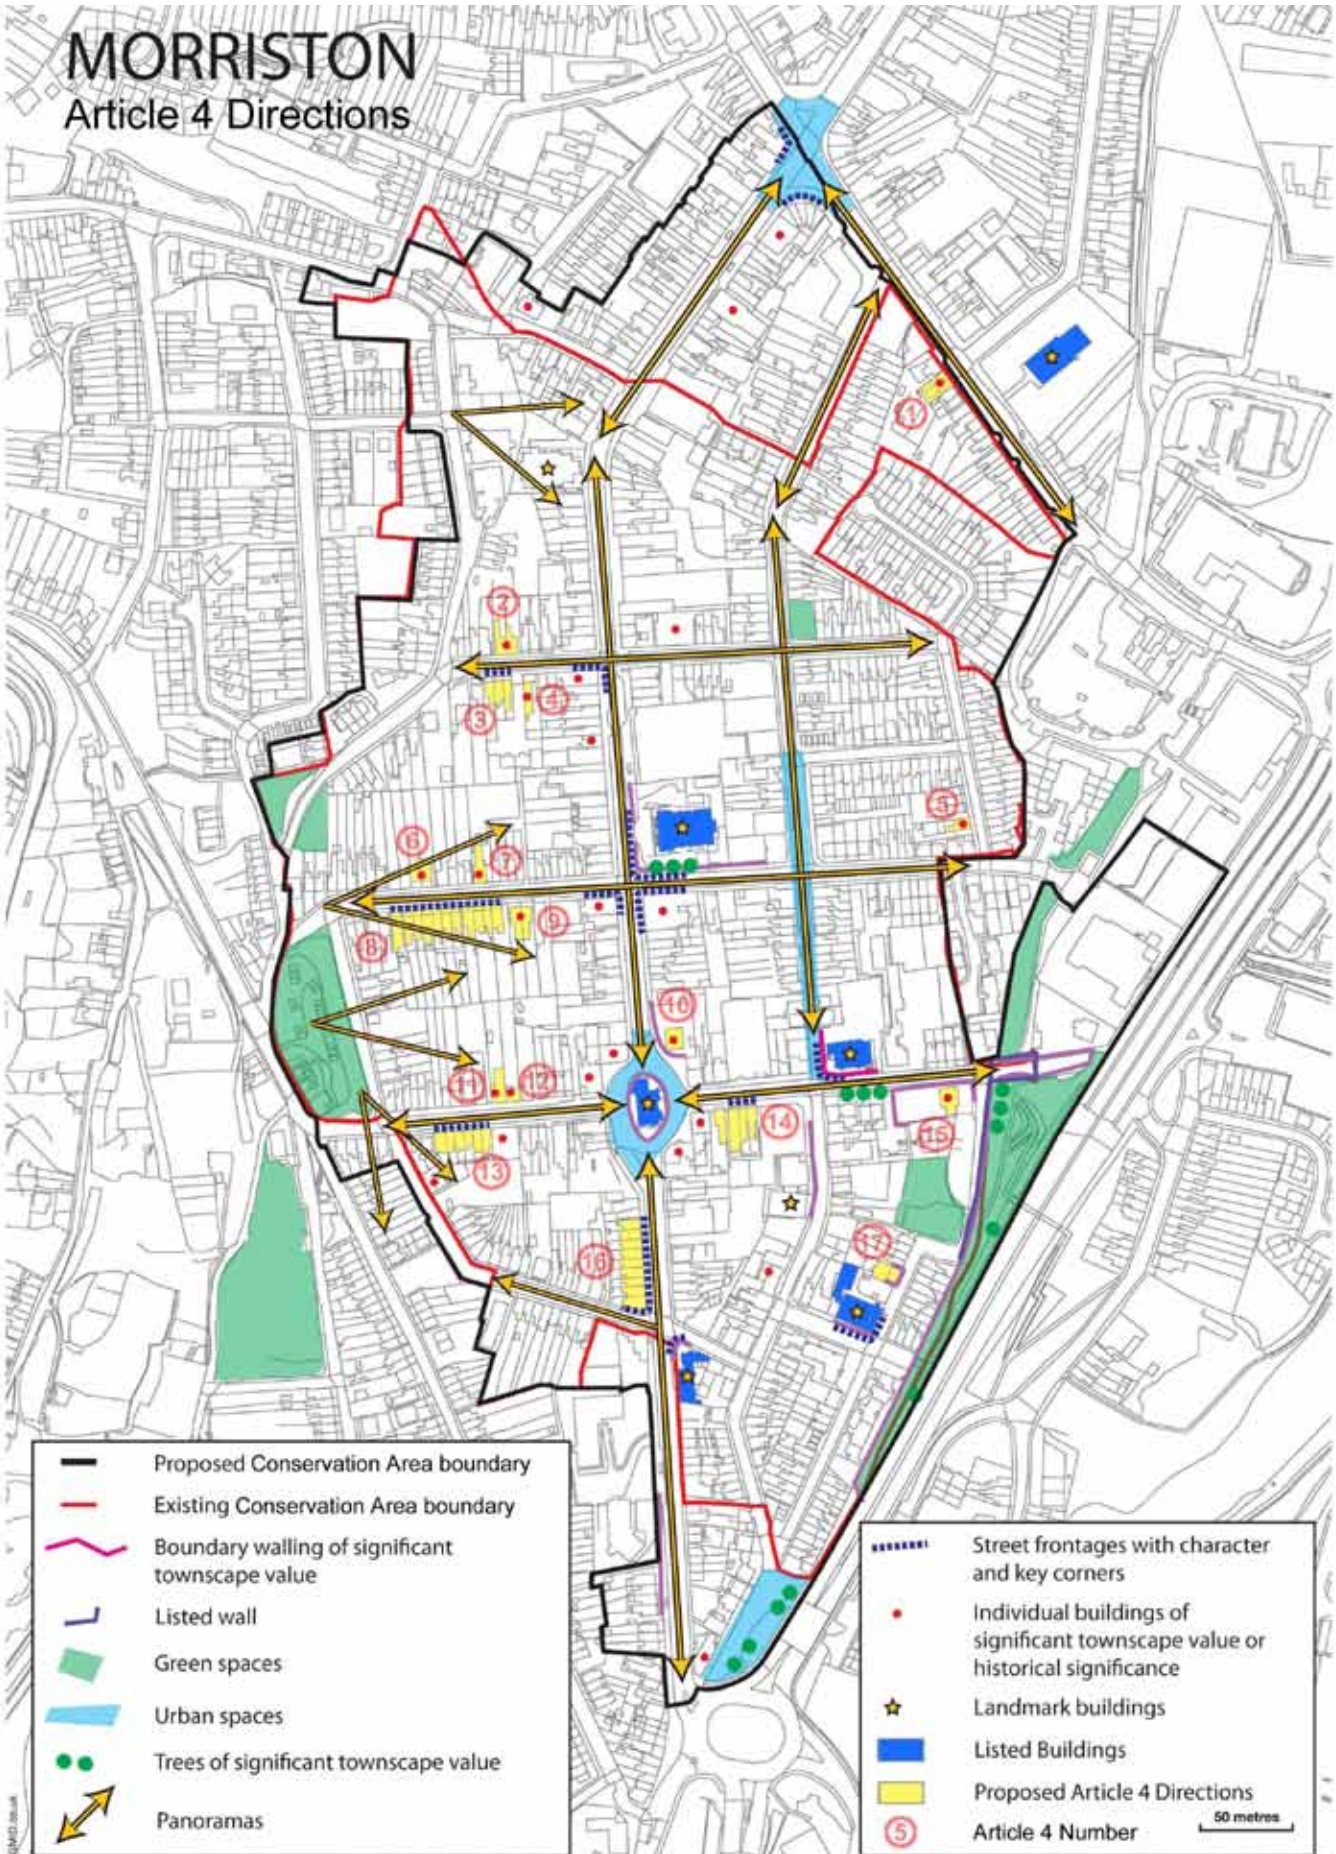 MORRISTON
Article 4 Directions
1
2
3
4
5
6
7
8
9
10
11
12
13
14
15
16
17
Proposed Conservation Area boundary
Existing Conservation Area boundary
Boundary walling of significant
townscape value
Listed wall
Green spaces
Urban spaces
Trees of significant townscape value
Panoramas
Street frontages with character
and key corners
Individual buildings of
significant townscape value or
historical significance
Landmark buildings
Listed Buildings
Proposed Article 4 Directions
50 metres
5
Article 4 Number